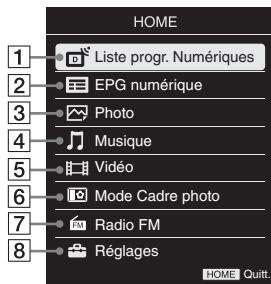 HOME
1 Liste progr. Numériques
2 EPG numérique
3 Photo
4 Musique
5 Vidéo
6 Mode Cadre photo
7 FM Radio FM
8 Réglages
HOME Quitt.